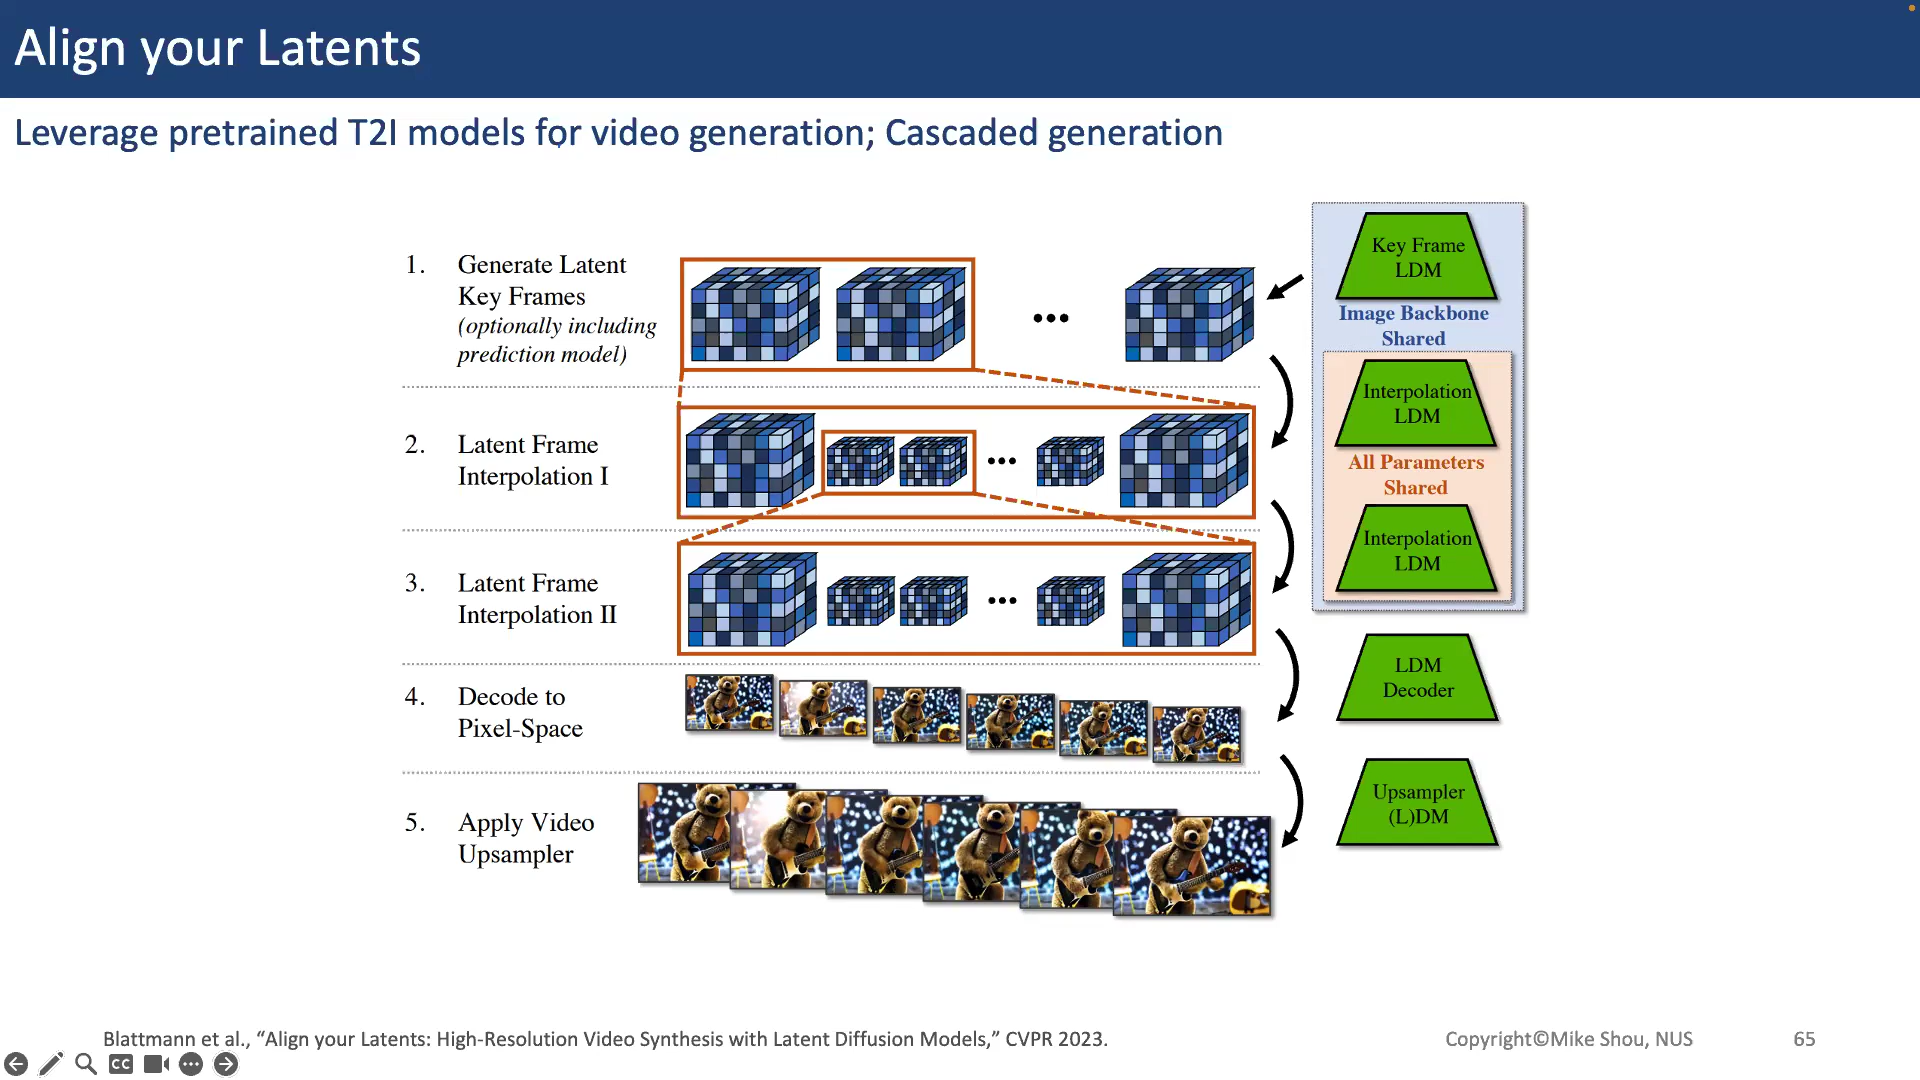 Align your Latents
Leverage pretrained T2I models for video generation; Cascaded generation
1. Generate Latent
Key Frames
(optionally including
prediction model)
2. Latent Frame
Interpolation I
3. Latent Frame
Interpolation II
4. Decode to
Pixel-Space
5. Apply Video
Upsampler
Key Frame
LDM
Image Backbone
Shared
Interpolation
LDM
All Parameters
Shared
Interpolation
LDM
LDM
Decoder
Upsampler
(L)DM
Blattmann et al., “Align your Latents: High-Resolution Video Synthesis with Latent Diffusion Models,” CVPR 2023.
Copyright©Mike Shou, NUS
65
CC